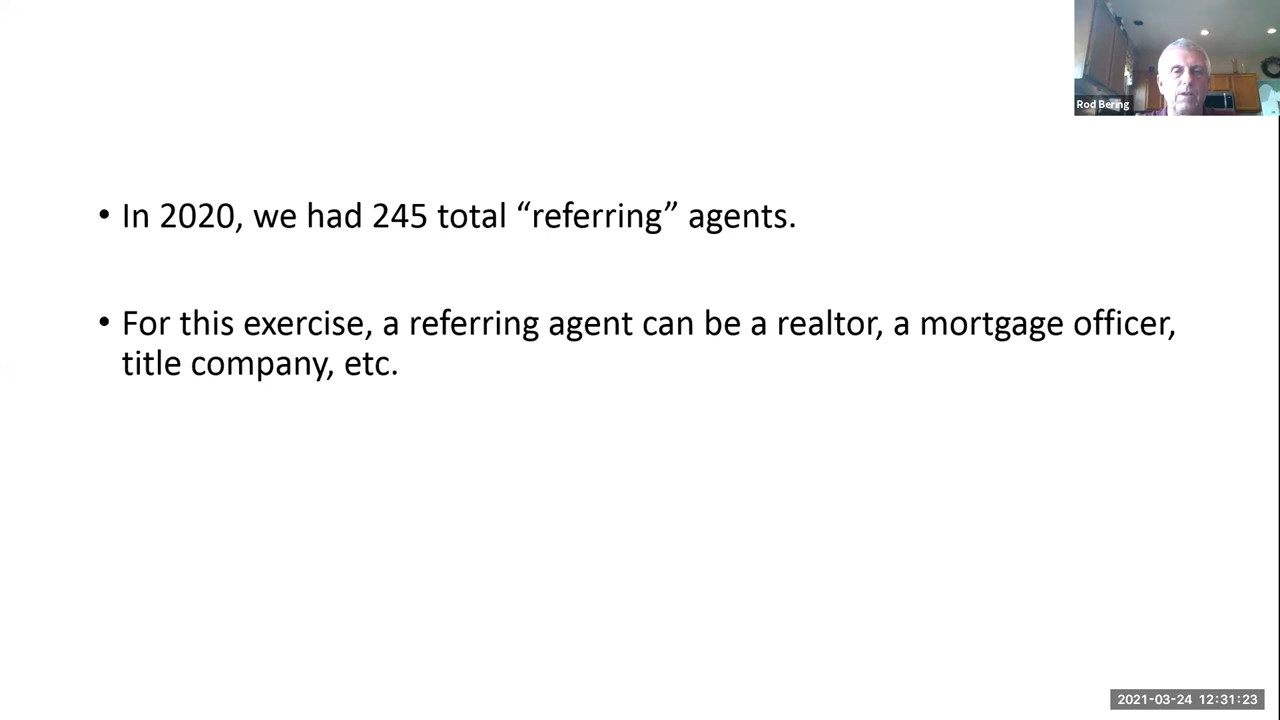 Rod Bering
• In 2020, we had 245 total “referring” agents.
• For this exercise, a referring agent can be a realtor, a mortgage officer,
title company, etc.
2021-03-24 12:31:23